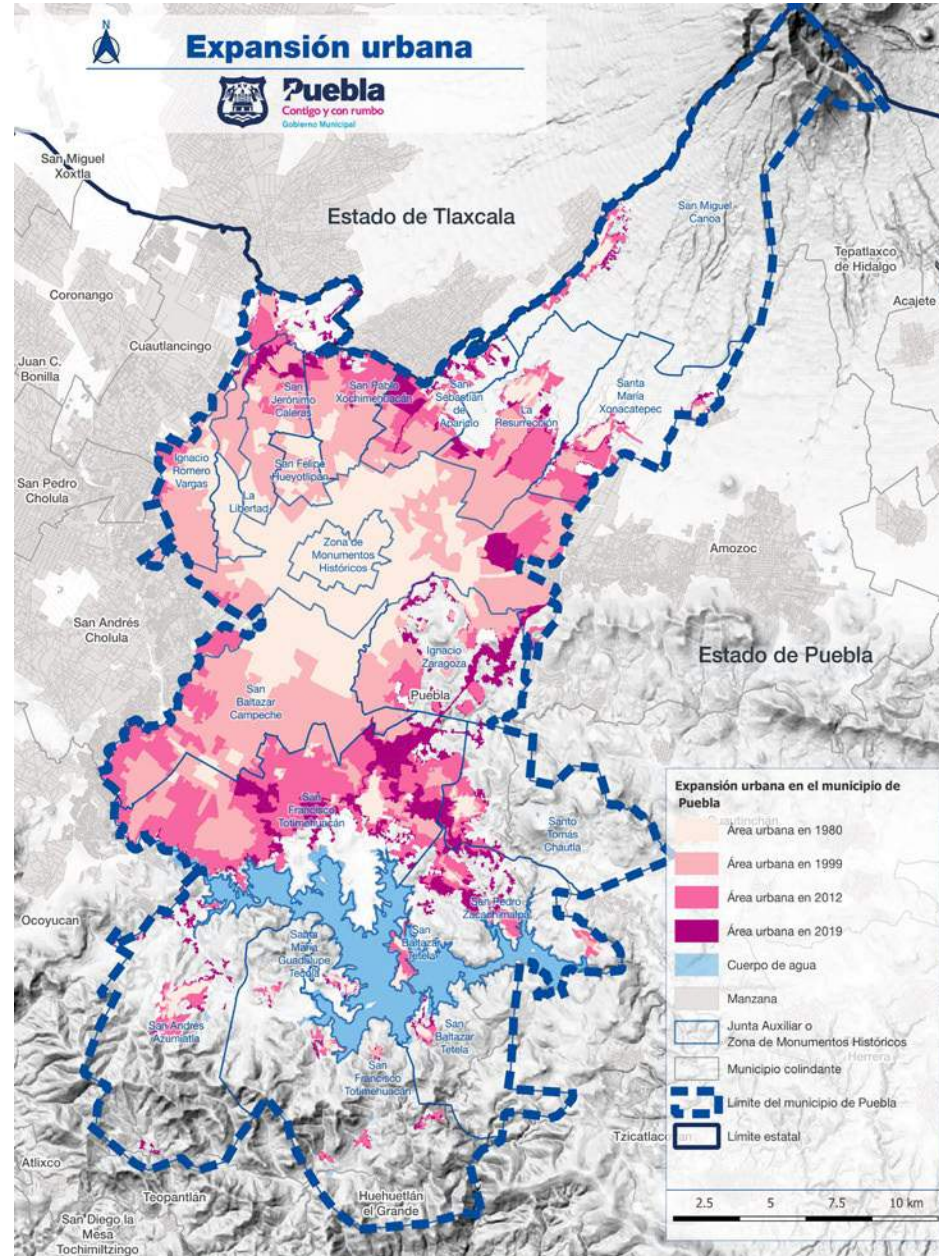 N
Expansión urbana
Puebla
Contigo y con rumbo
Gobierno Municipal
San Miguel
Xoxtla
Estado de Tlaxcala
San Miguel
Canoa
Tepatlaxco
de Hidalgo
Acajete
Coronango
Cuautlancingo
Juan C.
Bonilla
San
Jerónimo
Caleras
San Pablo
Xochimehuacán
San
Sebastián
de
Aparicio
La
Resurrección
Santa
María
Xonacatepec
Ignacio
Romero
Vargas
San Felipe
Hueyotlipan
La
Libertad
San Pedro
Cholula
Zona de
Monumentos
Históricos
Amozoc
San Andrés
Cholula
Ignacio
Zaragoza
Puebla
Estado de Puebla
San
Baltazar
Campeche
San
Francisco
Totimehuacán
Santo
Tomás
Chautla
San Pedro
Zacachimalpa
Ocoyucan
Santa
María
Guadalupe
Tecola
San
Baltazar
Tetela
San Andrés
Azumiatla
San
Baltazar
Tetela
San
Francisco
Totimehuacán
Atlixco
Teopantlán
Huehuetlán
el Grande
San Diego la
Mesa
Tochimiltzingo
Expansión urbana en el municipio de
Puebla
Cuautinchán
Área urbana en 1980
Área urbana en 1999
Área urbana en 2012
Área urbana en 2019
Cuerpo de agua
Manzana
Junta Auxiliar o
Zona de Monumentos Históricos
Herrera
Municipio colindante
Límite del municipio de Puebla
Límite estatal
2.5 5 7.5 10 km